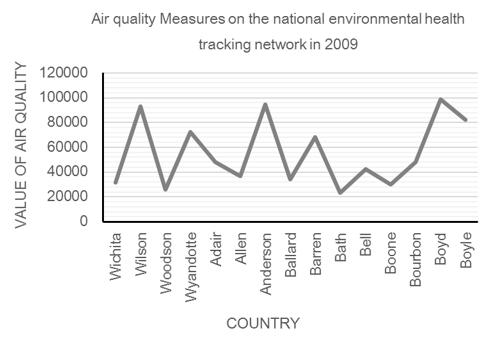 Air quality Measures on the national environmental health
tracking network in 2009
VALUE OF AIR QUALITY
120000
100000
80000
60000
40000
20000
0
Wichita
Wilson
Woodson
Wyandotte
Adair
Allen
Anderson
Ballard
Barren
Bath
Bell
Boone
Bourbon
Boyd
Boyle
COUNTRY